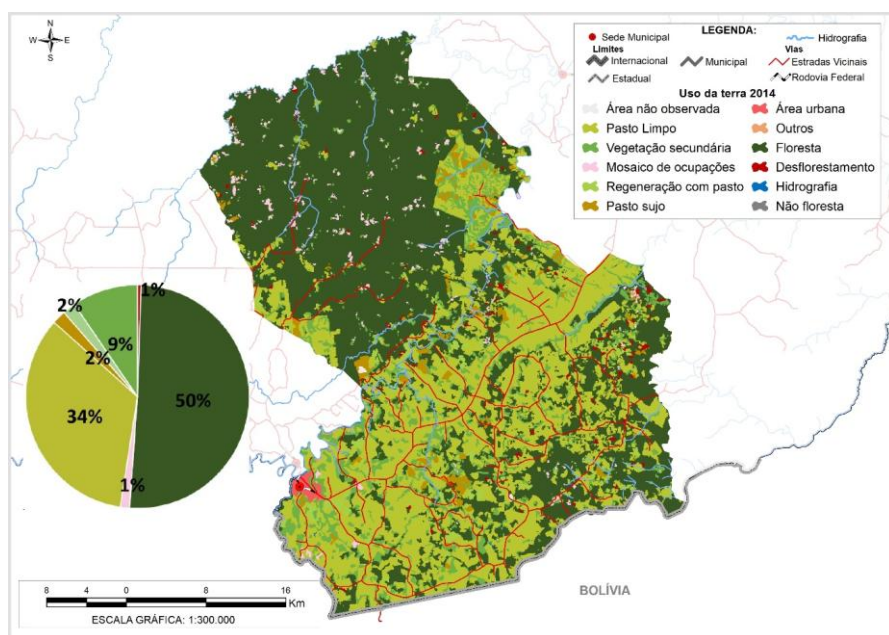 N
W E
S
LEGENDA:
Sede Municipal
Hidrografia
Limites
Vias
Internacional
Municipal
Estradas Vicinais
Estadual
Rodovia Federal
Uso da terra 2014
Área não observada
Área urbana
Pasto Limpo
Outros
Vegetação secundária
Floresta
Mosaico de ocupações
Desflorestamento
Regeneração com pasto
Hidrografia
Pasto sujo
Não floresta
1%
2%
9%
2%
50%
34%
1%
BOLÍVIA
8 4 0 8 16
Km
ESCALA GRÁFICA: 1:300.000